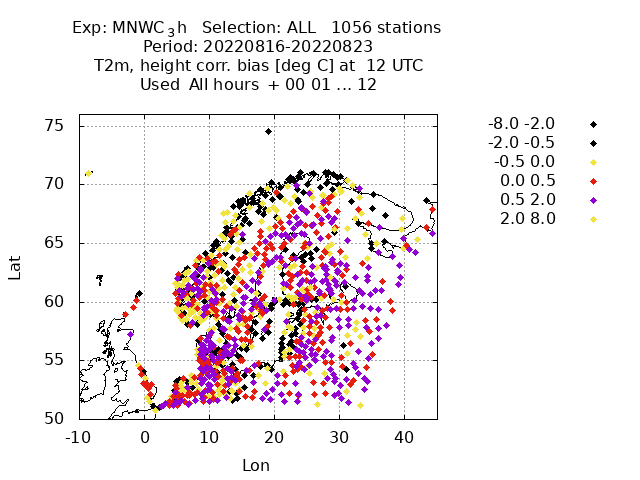 Exp: MNWC_3h   Selection: ALL   1056 stations
Period: 20220816-20220823
T2m, height corr. bias [deg C] at  12 UTC
Used  All hours  + 00 01 ... 12
-8.0 -2.0
-2.0 -0.5
-0.5 0.0
0.0 0.5
0.5 2.0
2.0 8.0
75
70
65
60
55
50
Lat
-10 0 10 20 30 40
Lon